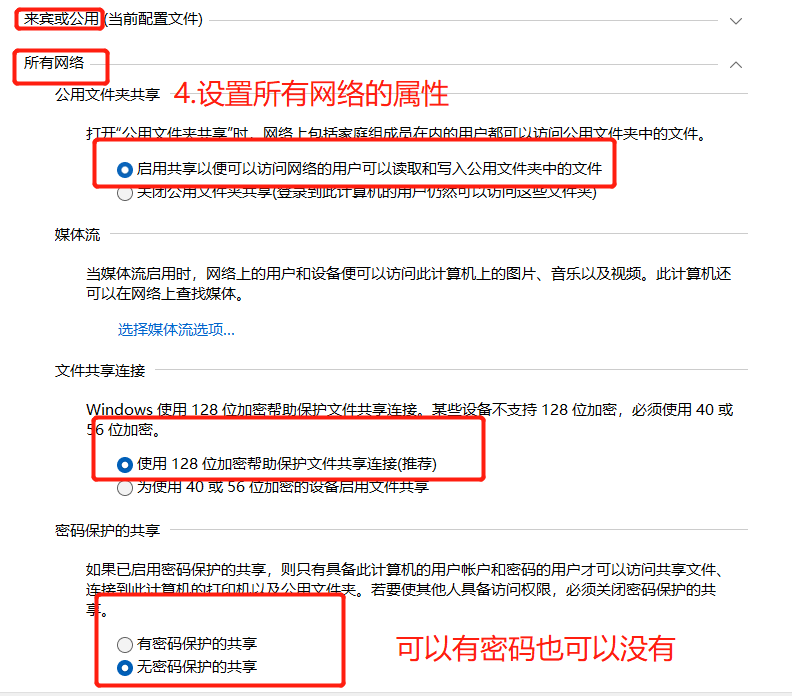 来宾或公用 (当前配置文件)
所有网络
公用文件夹共享
4.设置所有网络的属性
打开“公用文件夹共享”时，网络上包括家庭组成员在内的用户都可以访问公用文件夹中的文件。
启用共享以便可以访问网络的用户可以读取和写入公用文件夹中的文件
关闭公用文件夹共享(登录到此计算机的用户仍然可以访问这些文件夹)
媒体流
当媒体流启用时，网络上的用户和设备便可以访问此计算机上的图片、音乐以及视频。此计算机还
可以在网络上查找媒体。
选择媒体流选项...
文件共享连接
Windows 使用 128 位加密帮助保护文件共享连接。某些设备不支持 128 位加密，必须使用 40 或
56 位加密。
使用 128 位加密帮助保护文件共享连接(推荐)
为使用 40 或 56 位加密的设备启用文件共享
密码保护的共享
如果已启用密码保护的共享，则只有具备此计算机的用户帐户和密码的用户才可以访问共享文件、
连接到此计算机的打印机以及公用文件夹。若要使其他人具备访问权限，必须关闭密码保护的共
享。
有密码保护的共享
无密码保护的共享
可以有密码也可以没有